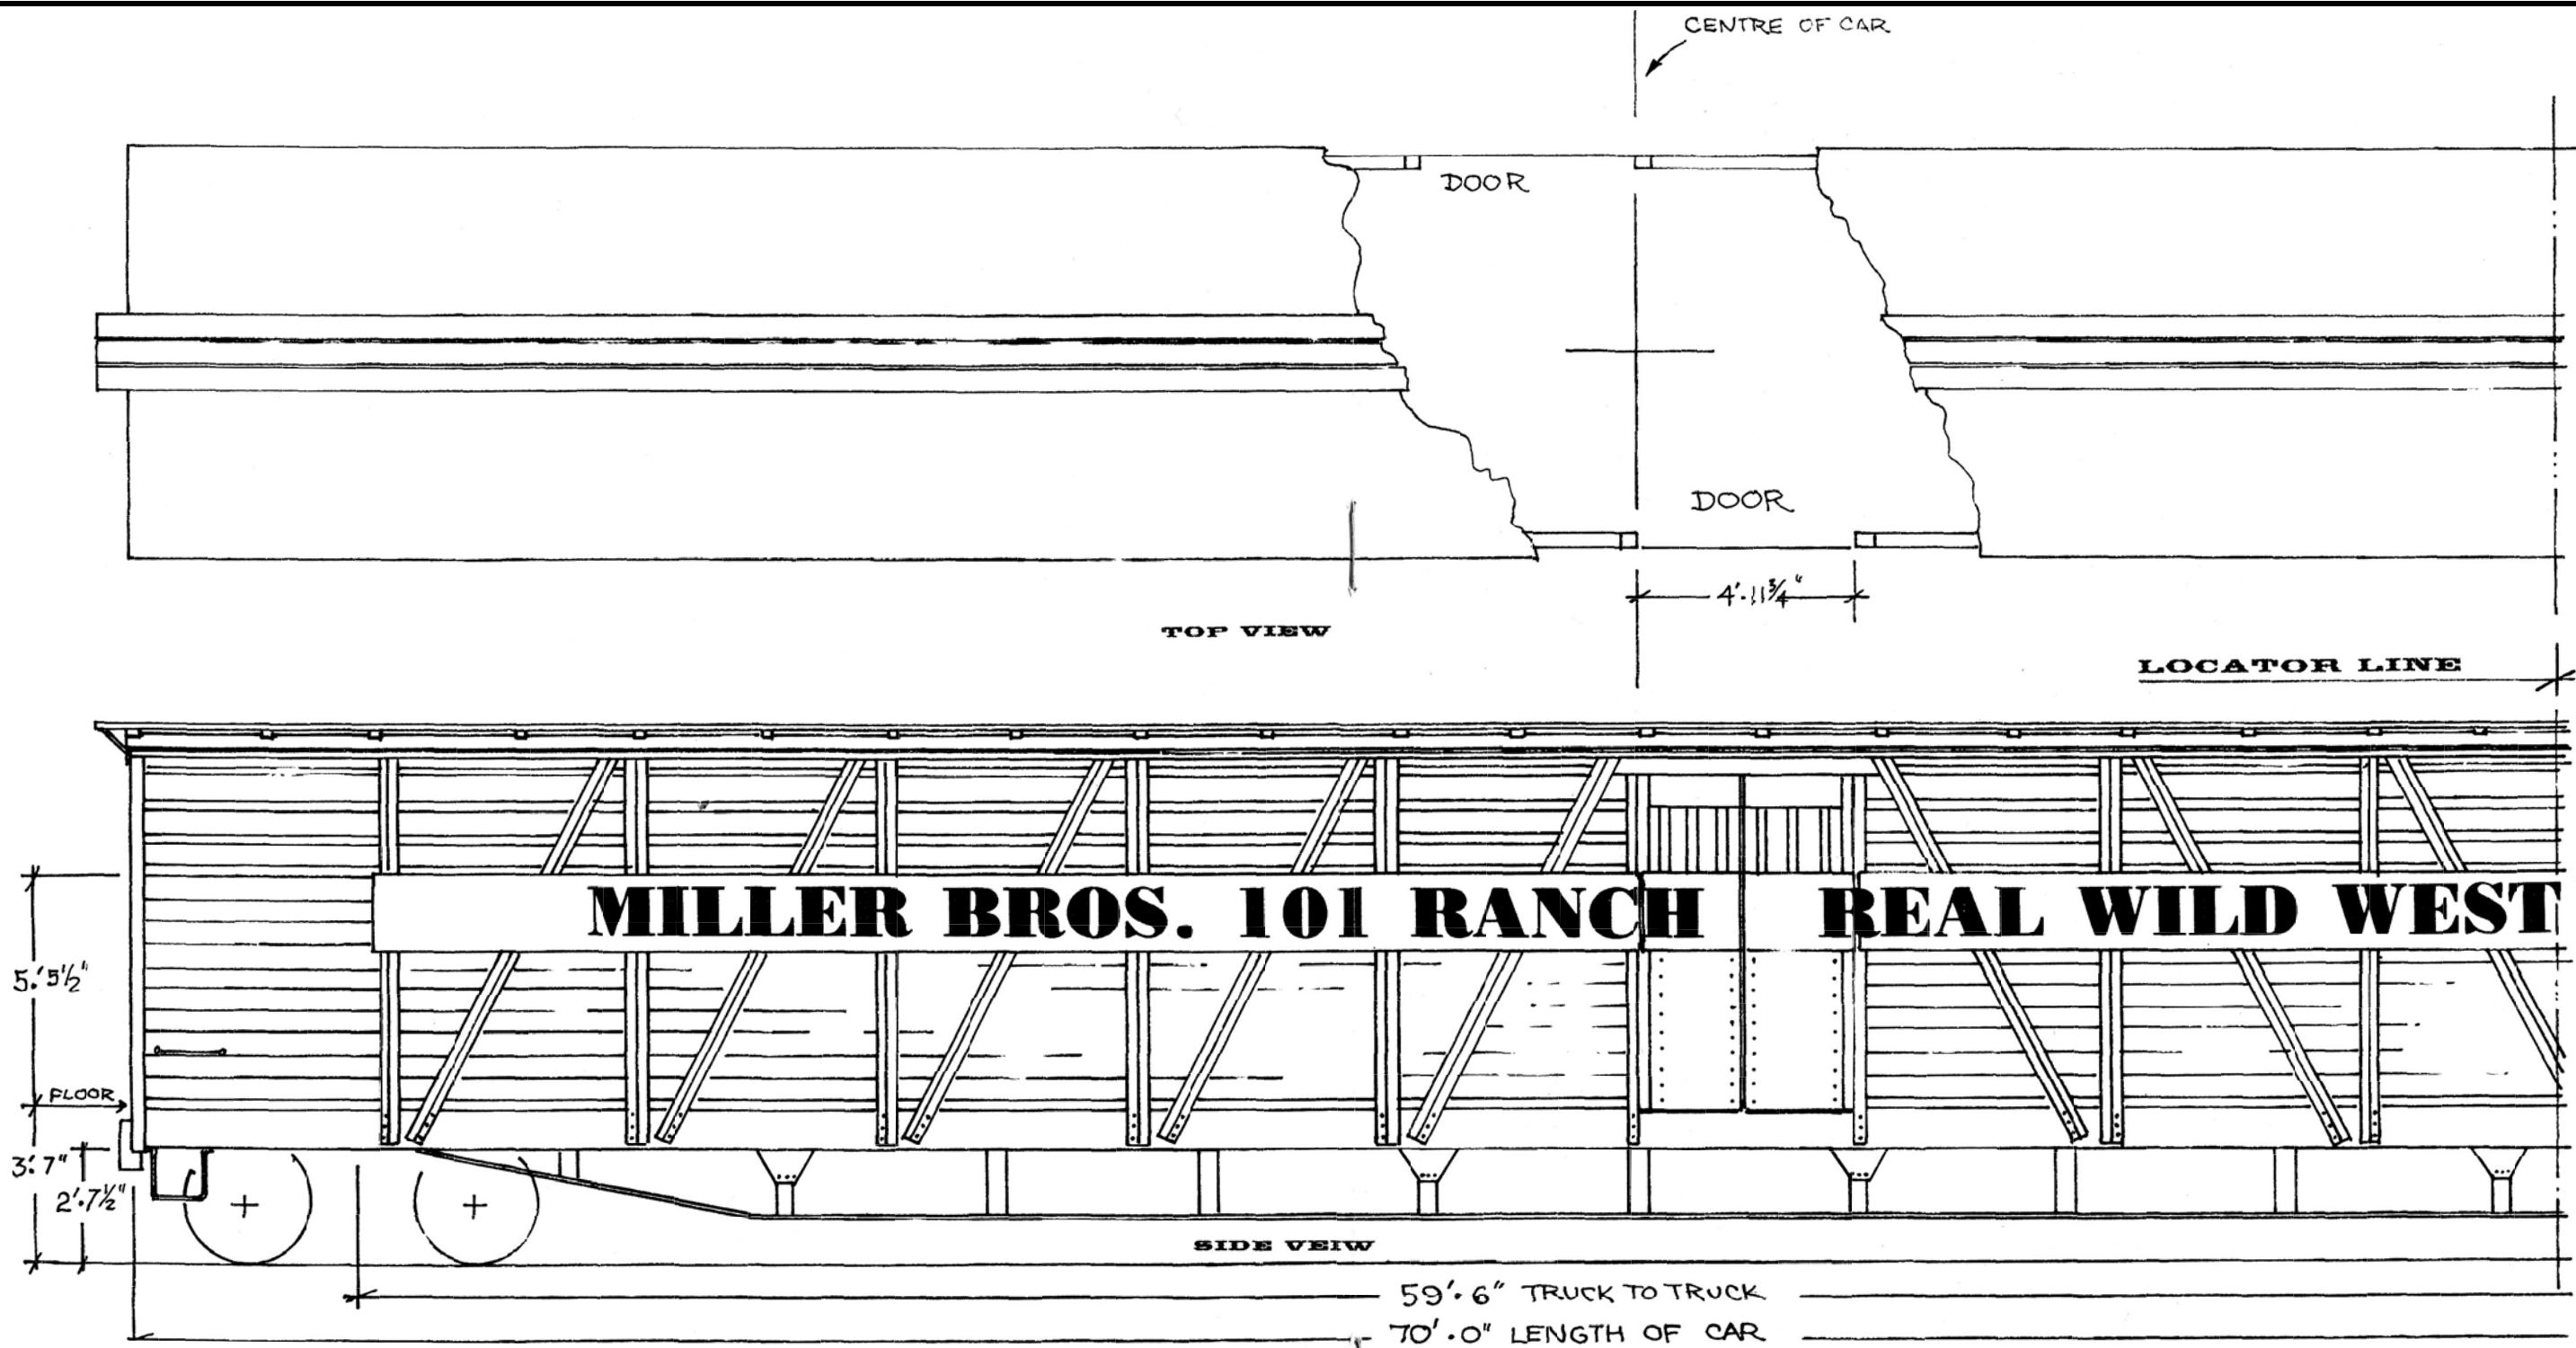 CENTRE OF CAR
DOOR
DOOR
4'·11¾"
TOP VIEW
LOCATOR LINE
MILLER BROS. 101 RANCH REAL WILD WEST
5'·5½"
FLOOR
3'·7"
2'·7½"
SIDE VEIW
59'·6" TRUCK TO TRUCK
70'·0" LENGTH OF CAR